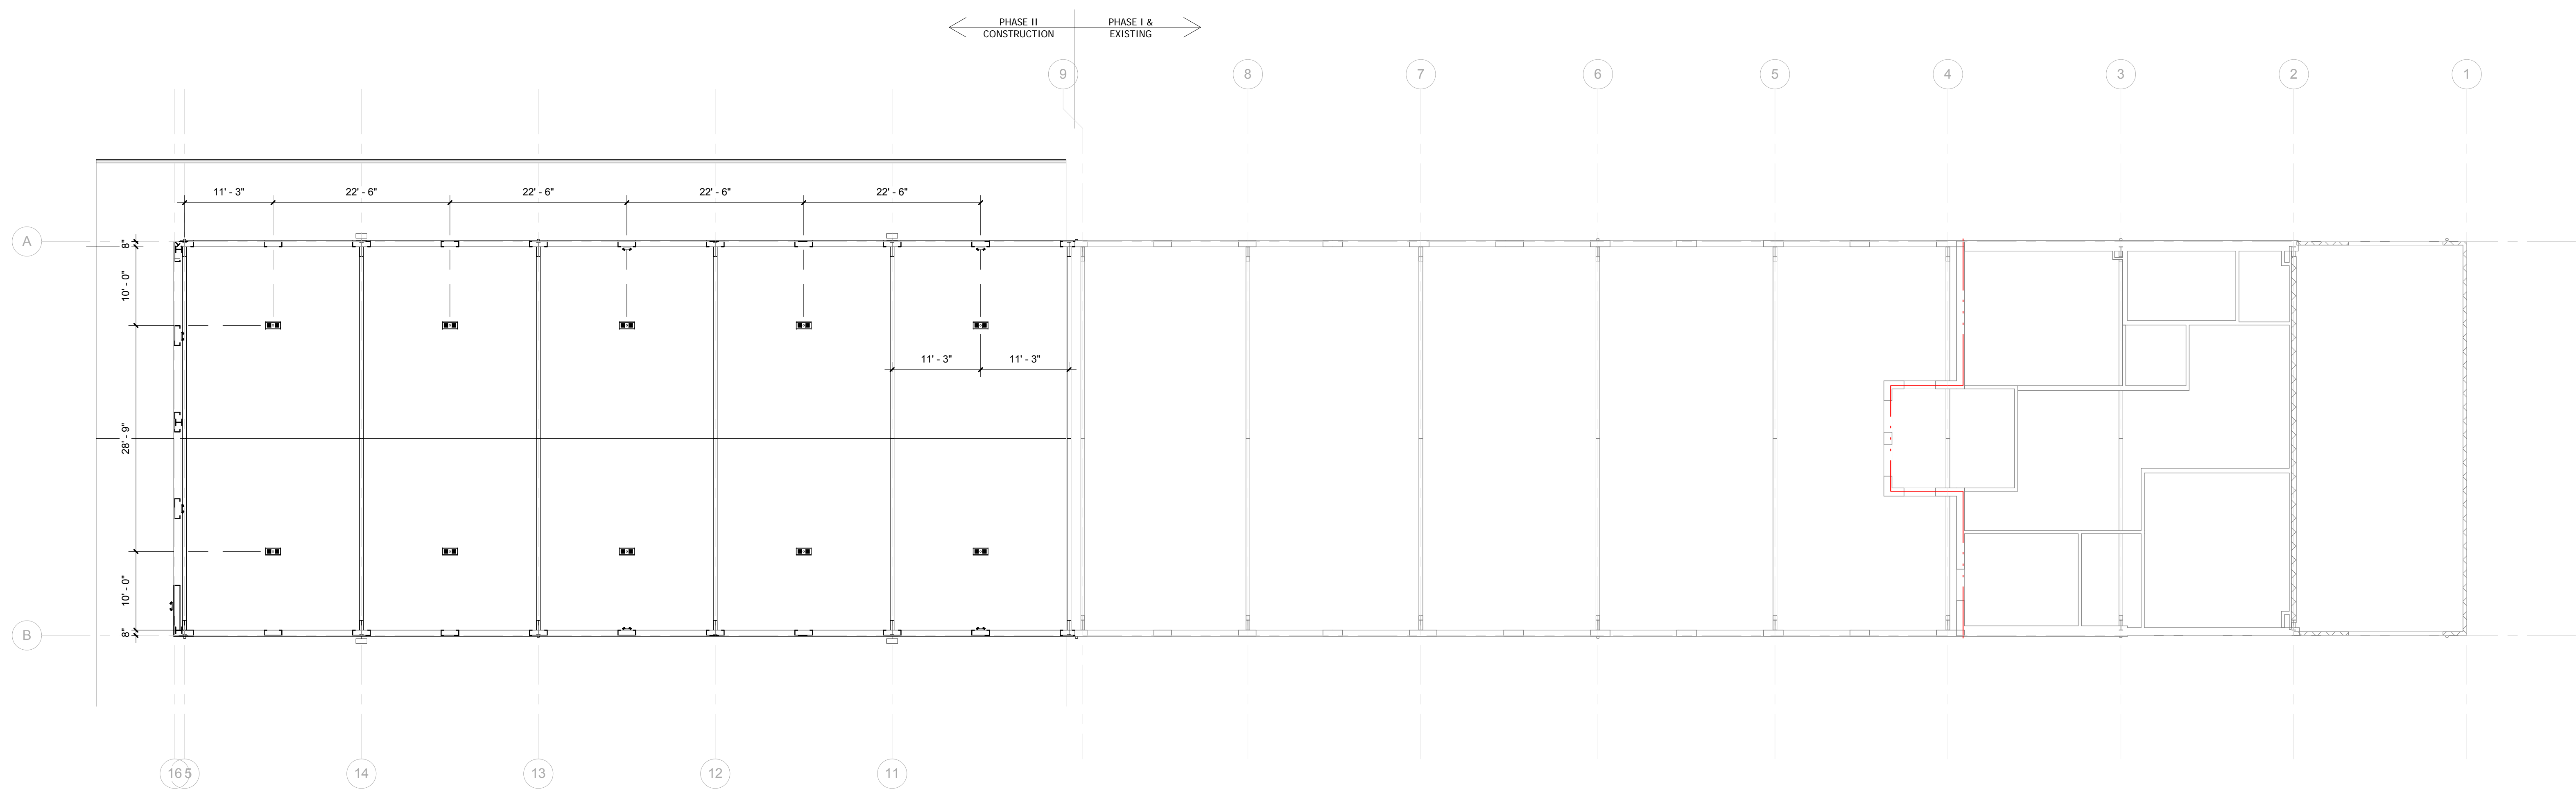 PHASE II
CONSTRUCTION
PHASE I &
EXISTING
9
8
7
6
5
4
3
2
1
11' - 3"
22' - 6"
22' - 6"
22' - 6"
22' - 6"
A
8"
10' - 0"
11' - 3"
11' - 3"
28' - 9"
10' - 0"
B
8"
16
5
14
13
12
11